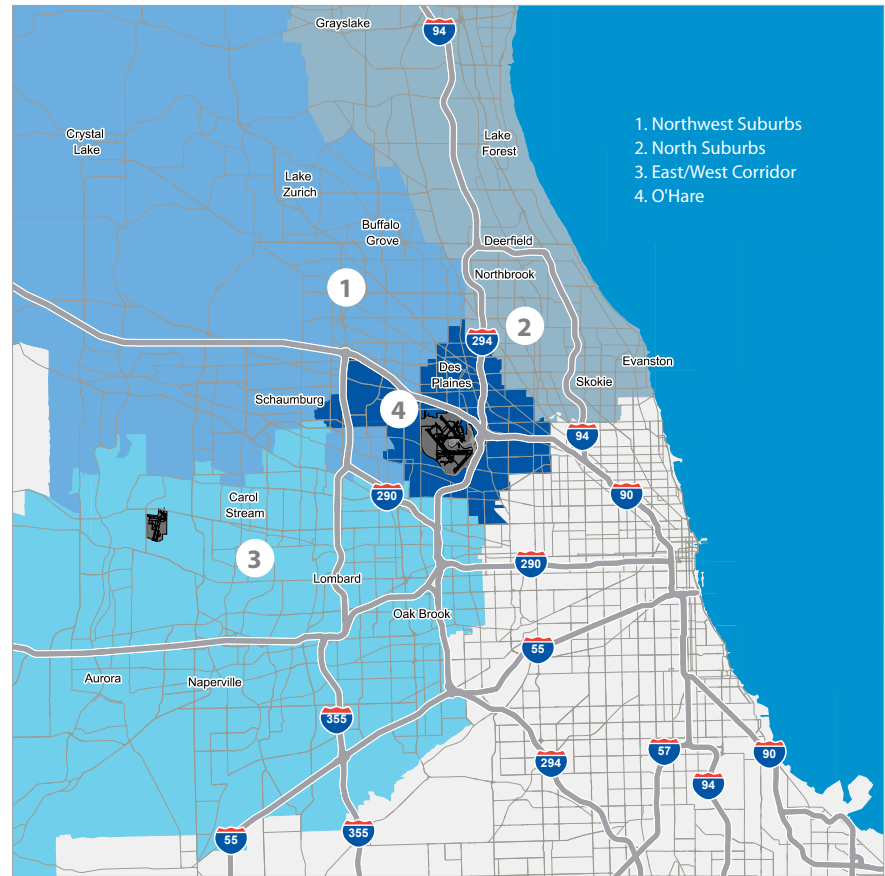 Grayslake
94
1. Northwest Suburbs
2. North Suburbs
3. East/West Corridor
4. O'Hare
Crystal
Lake
Lake
Forest
Lake
Zurich
Buffalo
Grove
Deerfield
Northbrook
1
2
294
Evanston
Des
Plaines
Skokie
Schaumburg
4
94
290
90
Carol
Stream
3
290
Lombard
Oak Brook
55
Aurora
Naperville
355
57
90
294
94
55
355